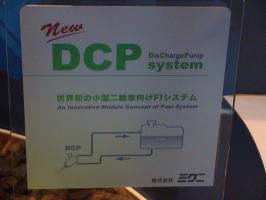 New
DCP DisChargePump system
世界初の小型二輪車向けFIシステム
An Innovative Module Concept of Fuel System
DCP
株式会社 ミクニ